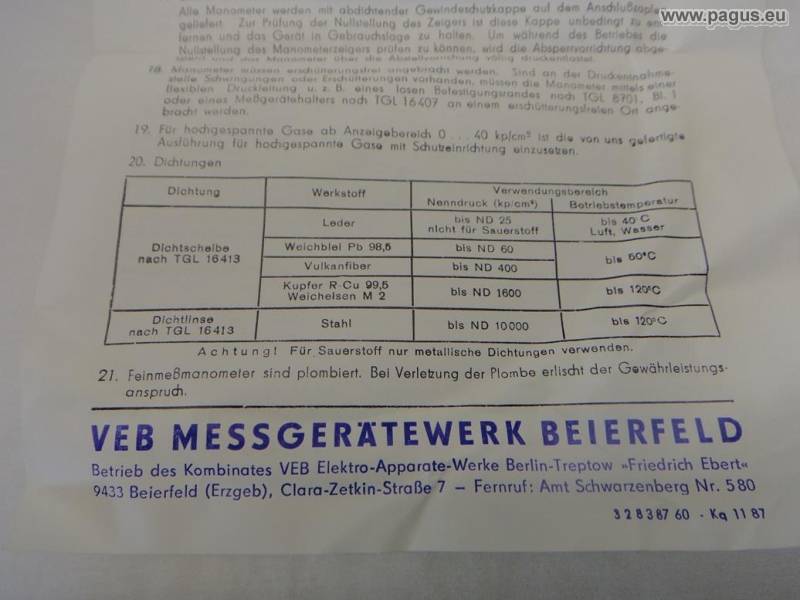 www.pagus.eu
Alle Manometer werden mit abdichtender Gewindeschutzkappe auf dem Anschlußzapfen
geliefert. Zur Prüfung der Nullstellung des Zeigers ist diese Kappe unbedingt zu ent-
fernen und das Gerät in Gebrauchslage zu halten. Um während des Betriebes die
Nullstellung des Manometerzeigers prüfen zu können, wird die Absperrvorrichtung abge-
18. Manometer müssen erschütterungsfrei angebracht werden. Sind an der Druckentnahme-
stelle Schwingungen oder Erschütterungen vorhanden, müssen die Manometer mittels einer
flexiblen Druckleitung u. z. B. eines losen Befestigungsrandes nach TGL 8701, Bl. 1
oder eines Meßgerätehalters nach TGL 16407 an einem erschütterungsfreien Ort ange-
bracht werden.
19. Für hochgespannte Gase ab Anzeigebereich 0 . . . 40 kp/cm² ist die von uns gefertigte
Ausführung für hochgespannte Gase mit Schutzeinrichtung einzusetzen.
20. Dichtungen
Dichtung Werkstoff Verwendungsbereich
Nenndruck (kp/cm²) Betriebstemperatur
Dichtscheibe
nach TGL 16413
Leder bis ND 25
nicht für Sauerstoff bis 40°C
Luft, Wasser
Weichblei Pb 98,5 bis ND 60 bis 60°C
Vulkanfiber bis ND 400
Kupfer R-Cu 99,5
Weicheisen M 2 bis ND 1600 bis 120°C
Dichtlinse
nach TGL 16413 Stahl bis ND 10000 bis 120°C
Achtung! Für Sauerstoff nur metallische Dichtungen verwenden.
21. Feinmeßmanometer sind plombiert. Bei Verletzung der Plombe erlischt der Gewährleistungs-
anspruch.
VEB MESSGERÄTEWERK BEIERFELD
Betrieb des Kombinates VEB Elektro-Apparate-Werke Berlin-Treptow »Friedrich Ebert«
9433 Beierfeld (Erzgeb), Clara-Zetkin-Straße 7 – Fernruf: Amt Schwarzenberg Nr. 580
3 2 8 3 8 7 60 - Kq 11 87